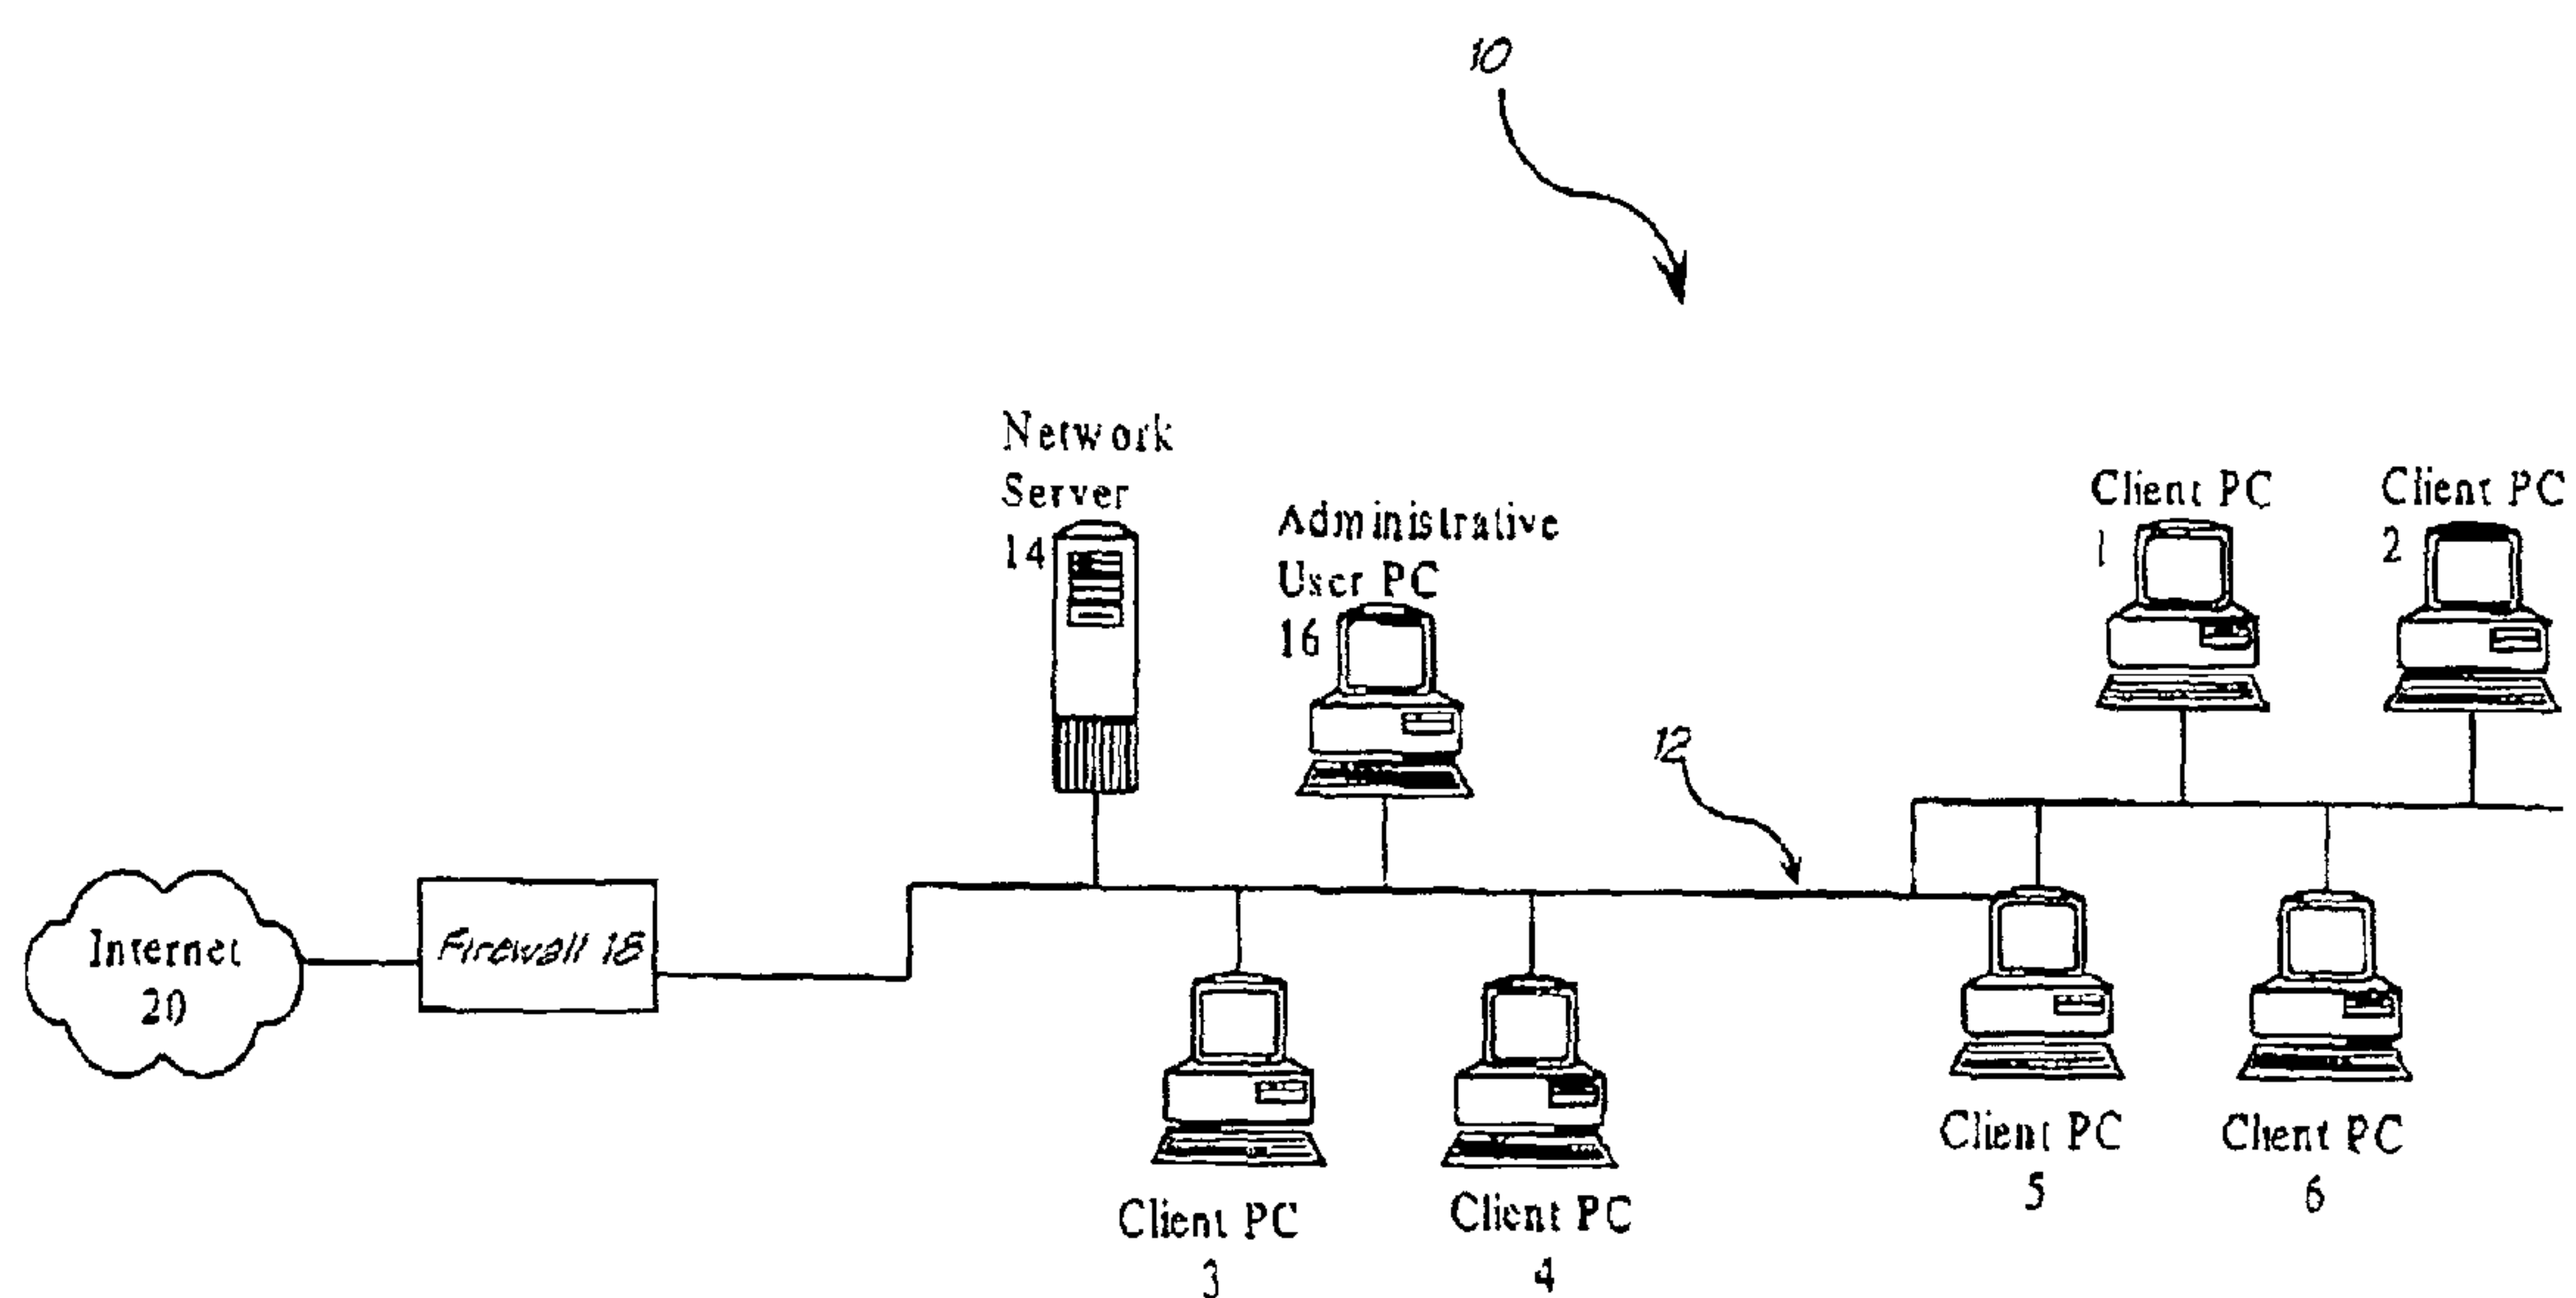 10
Network
Server
14
Administrative
User PC
16
Client PC
1
Client PC
2
12
Internet
20
Firewall 18
Client PC
3
Client PC
4
Client PC
5
Client PC
6